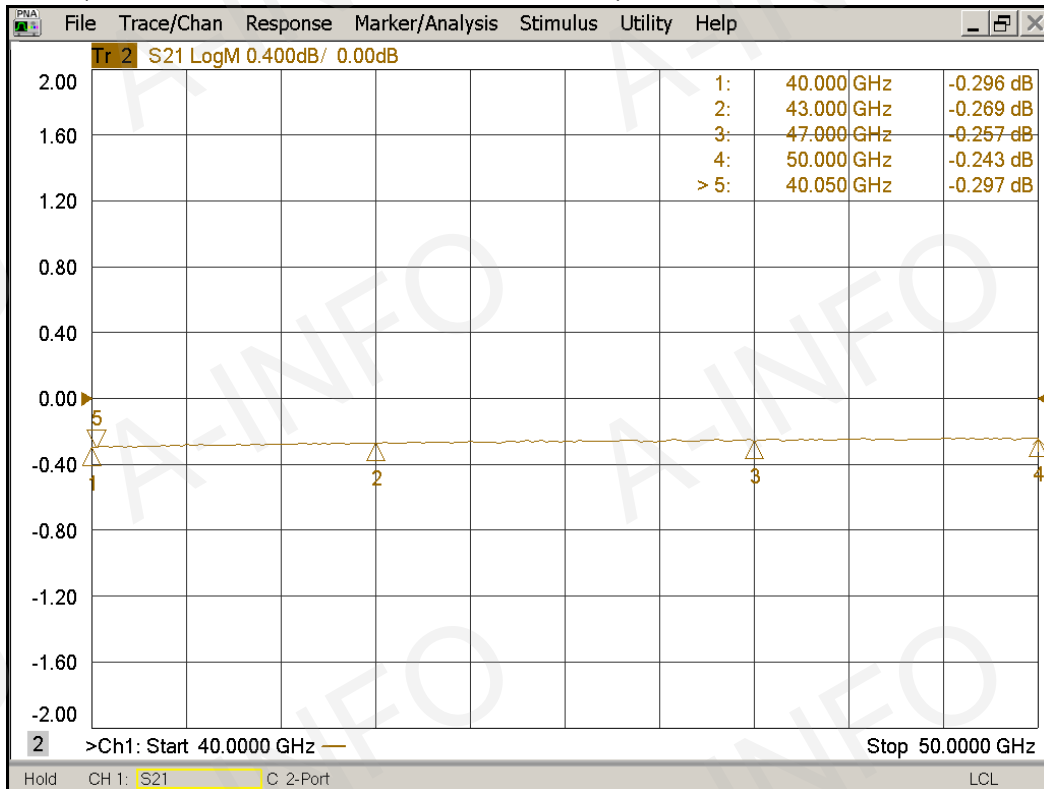 PNA
File Trace/Chan Response Marker/Analysis Stimulus Utility Help
Tr 2 S21 LogM 0.400dB/ 0.00dB
1: 40.000 GHz -0.296 dB
2: 43.000 GHz -0.269 dB
3: 47.000 GHz -0.257 dB
4: 50.000 GHz -0.243 dB
> 5: 40.050 GHz -0.297 dB
2.00
1.60
1.20
0.80
0.40
0.00
-0.40
-0.80
-1.20
-1.60
-2.00
5
1
2
3
4
2 >Ch1: Start 40.0000 GHz — Stop 50.0000 GHz
Hold CH 1: S21 C 2-Port LCL
A-INFO
A-INFO
A-INFO
A-INFO
A-INFO
A-INFO